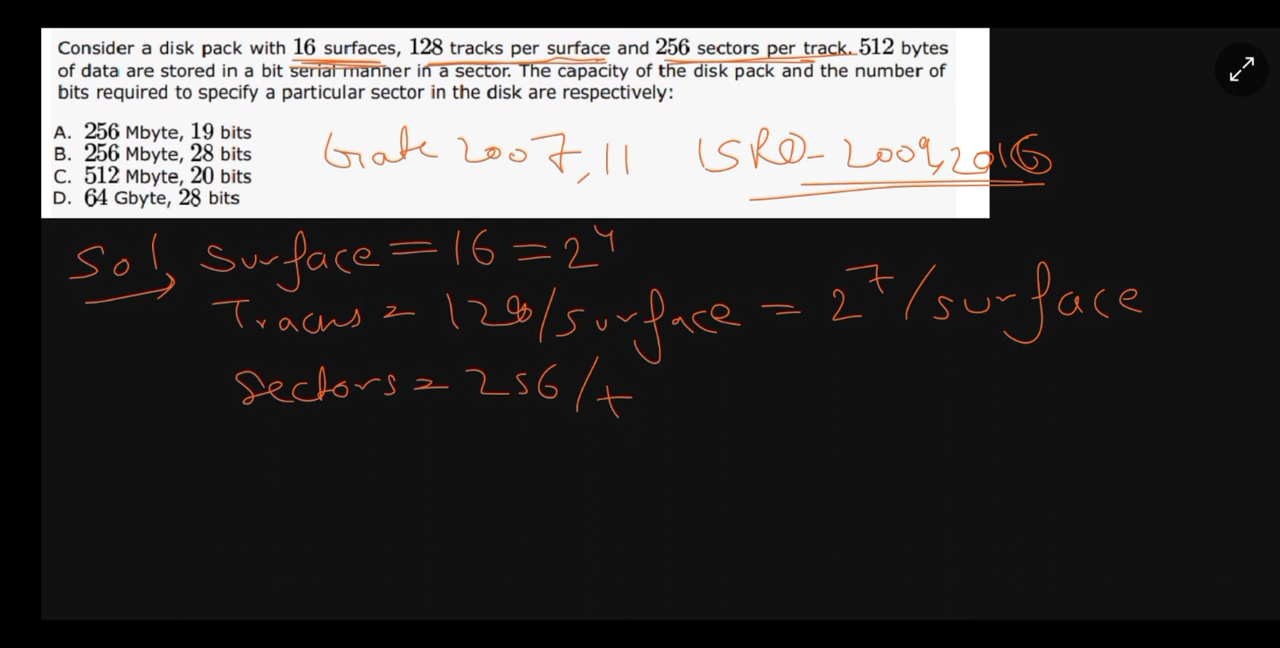 Consider a disk pack with 16 surfaces, 128 tracks per surface and 256 sectors per track. 512 bytes
of data are stored in a bit serial manner in a sector. The capacity of the disk pack and the number of
bits required to specify a particular sector in the disk are respectively:
A. 256 Mbyte, 19 bits
B. 256 Mbyte, 28 bits
C. 512 Mbyte, 20 bits
D. 64 Gbyte, 28 bits
Gate 2007, 11 ISRO- 2009, 2016
Sol, Surface = 16 = 2⁴
Tracks = 128/surface = 2⁷/surface
Sectors = 256/t